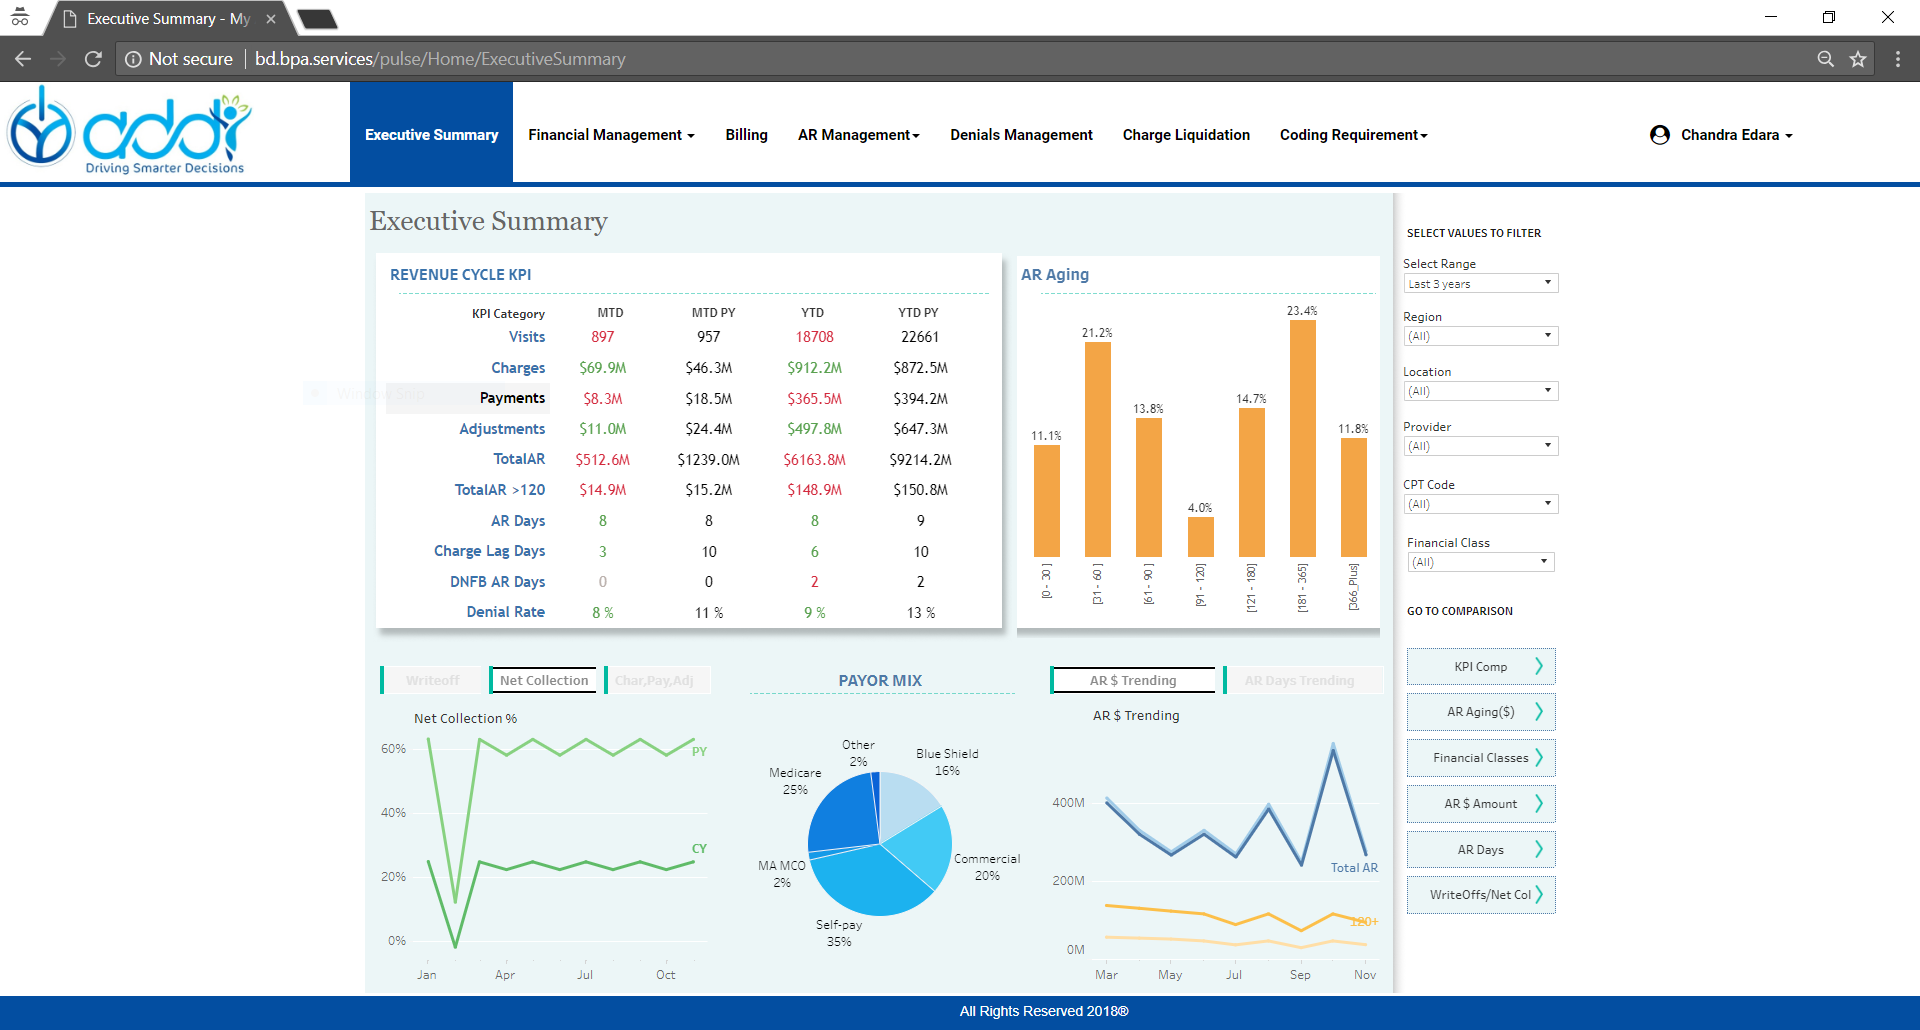 Executive Summary - My
Not secure
bd.bpa.services/pulse/Home/ExecutiveSummary
addi
Driving Smarter Decisions
Executive Summary
Financial Management
Billing
AR Management
Denials Management
Charge Liquidation
Coding Requirement
Chandra Edara
Executive Summary
REVENUE CYCLE KPI
KPI Category MTD MTD PY YTD YTD PY
Visits 897 957 18708 22661
Charges $69.9M $46.3M $912.2M $872.5M
Payments $8.3M $18.5M $365.5M $394.2M
Adjustments $11.0M $24.4M $497.8M $647.3M
TotalAR $512.6M $1239.0M $6163.8M $9214.2M
TotalAR >120 $14.9M $15.2M $148.9M $150.8M
AR Days 8 8 8 9
Charge Lag Days 3 10 6 10
DNFB AR Days 0 0 2 2
Denial Rate 8 % 11 % 9 % 13 %
AR Aging
11.1%
21.2%
13.8%
4.0%
14.7%
23.4%
11.8%
[0 - 30 ]
[31 - 60 ]
[61 - 90 ]
[91 - 120]
[121 - 180]
[181 - 365]
[366_Plus]
SELECT VALUES TO FILTER
Select Range
Last 3 years
Region
(All)
Location
(All)
Provider
(All)
CPT Code
(All)
Financial Class
(All)
GO TO COMPARISON
KPI Comp
AR Aging($)
Financial Classes
AR $ Amount
AR Days
WriteOffs/Net Col
Writeoff
Net Collection
Char,Pay,Adj
Net Collection %
60%
40%
20%
0%
PY
CY
Jan Apr Jul Oct
PAYOR MIX
Other
2%
Blue Shield
16%
Medicare
25%
Commercial
20%
MA MCO
2%
Self-pay
35%
AR $ Trending
AR Days Trending
AR $ Trending
400M
200M
0M
Total AR
120+
Mar May Jul Sep Nov
All Rights Reserved 2018®